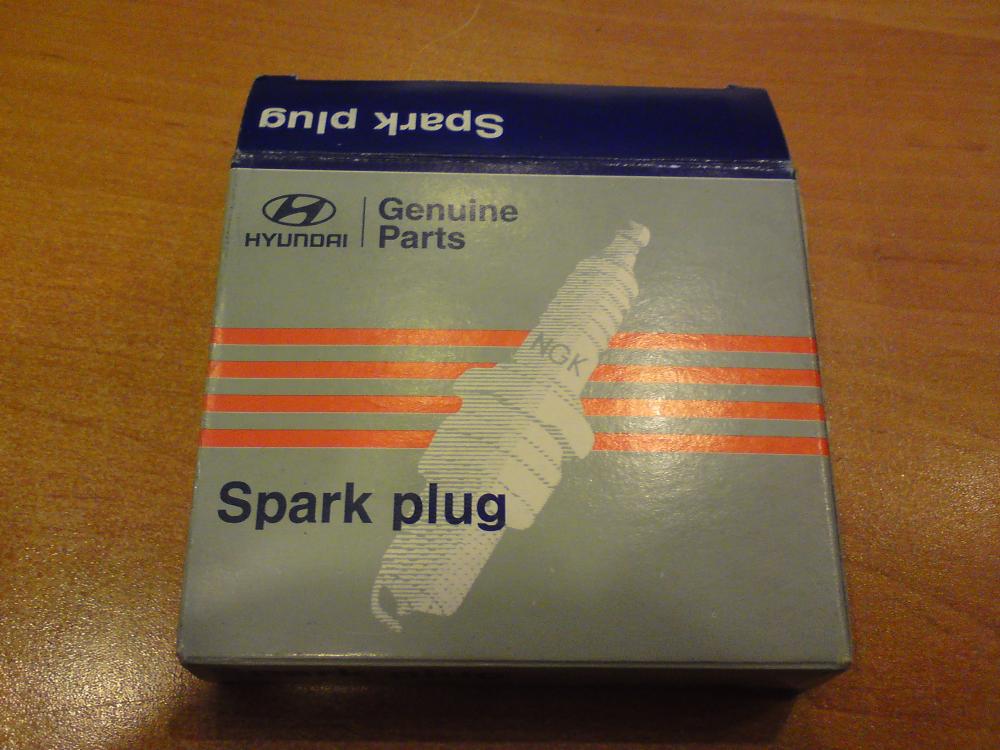 Spark plug
HYUNDAI
Genuine
Parts
NGK
Spark plug